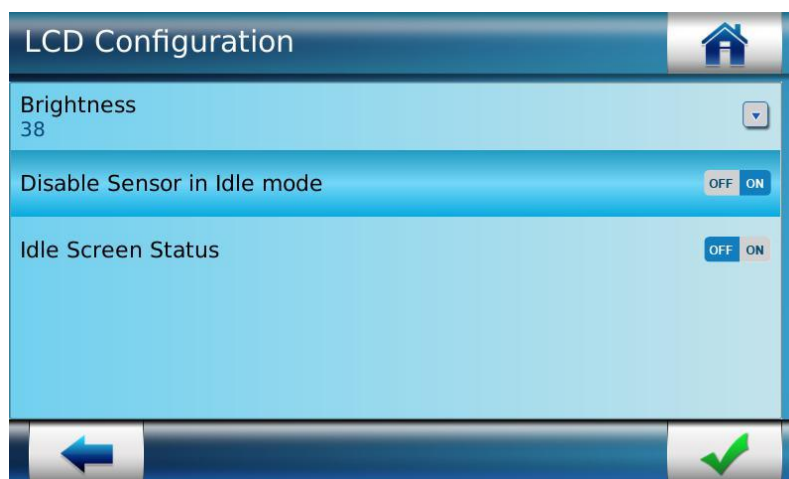 LCD Configuration
Brightness
38
Disable Sensor in Idle mode
OFF ON
Idle Screen Status
OFF ON